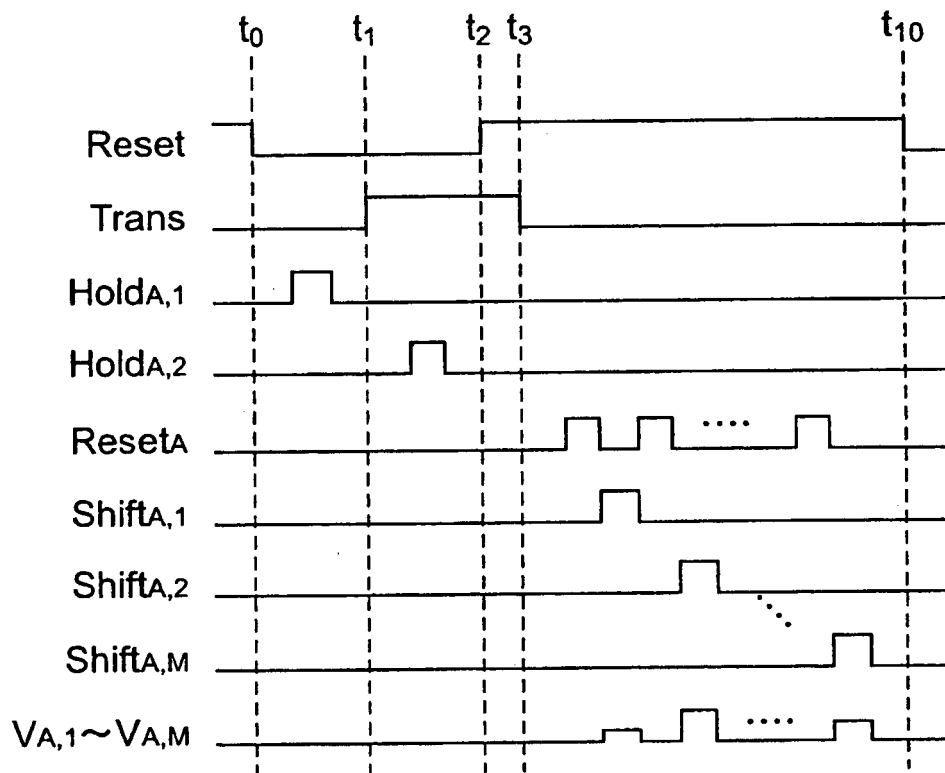 t0 t1 t2 t3 t10
Reset
Trans
HoldA,1
HoldA,2
ResetA
ShiftA,1
ShiftA,2
ShiftA,M
VA,1~VA,M